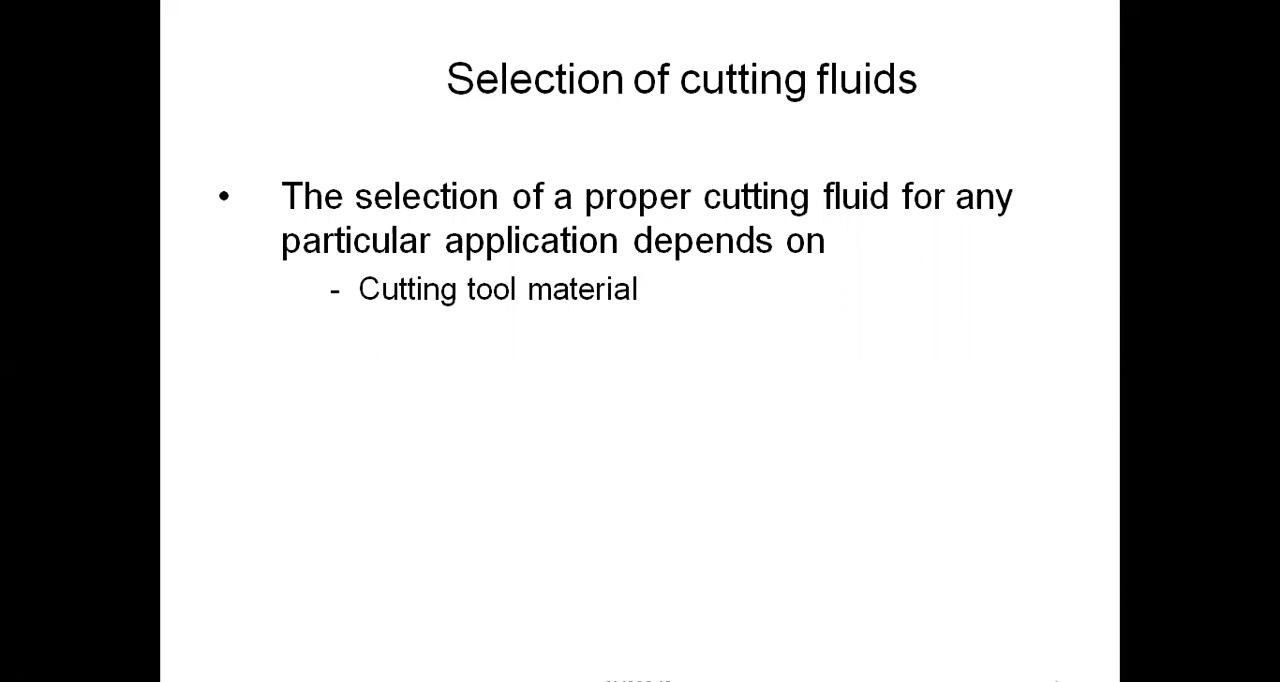 Selection of cutting fluids
• The selection of a proper cutting fluid for any
particular application depends on
- Cutting tool material